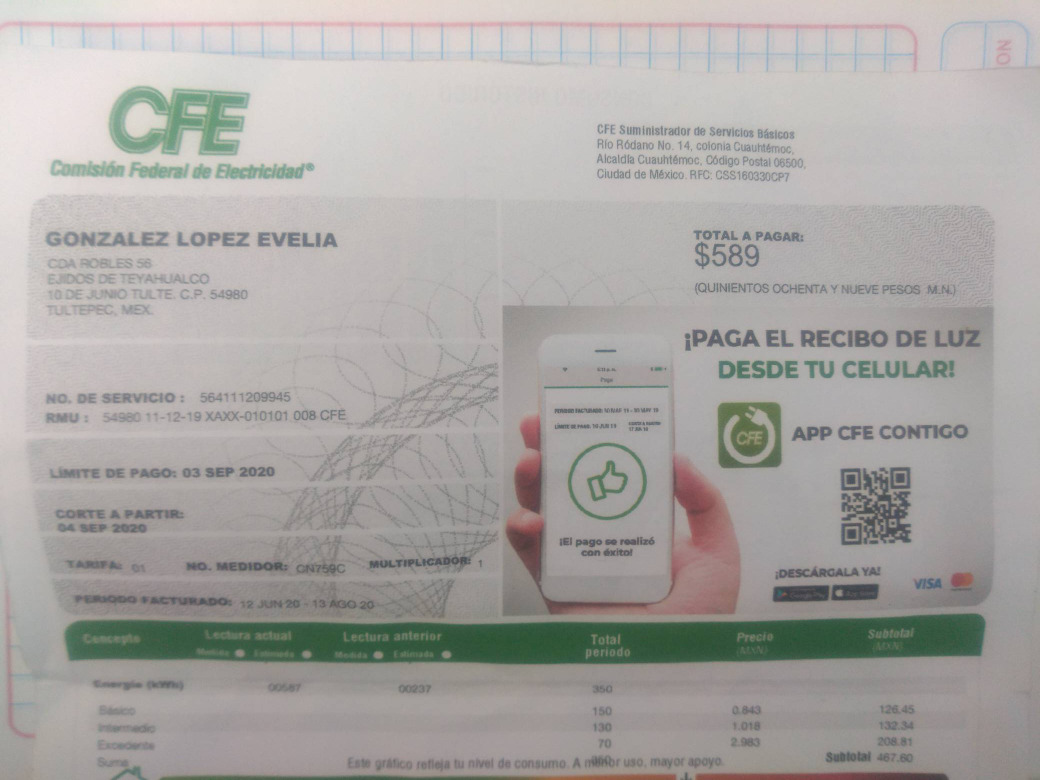 NO
CFE
Comisión Federal de Electricidad®
CFE Suministrador de Servicios Básicos
Río Ródano No. 14, colonia Cuauhtémoc,
Alcaldía Cuauhtémoc, Código Postal 06500,
Ciudad de México. RFC: CSS160330CP7
GONZALEZ LOPEZ EVELIA
CDA ROBLES 56
EJIDOS DE TEYAHUALCO
10 DE JUNIO TULTE. C.P. 54980
TULTEPEC, MEX.
TOTAL A PAGAR:
$589
(QUINIENTOS OCHENTA Y NUEVE PESOS M.N.)
NO. DE SERVICIO : 564111209945
RMU : 54980 11-12-19 XAXX-010101 008 CFE
LÍMITE DE PAGO: 03 SEP 2020
CORTE A PARTIR:
04 SEP 2020
TARIFA: 01 NO. MEDIDOR: CN759C MULTIPLICADOR: 1
PERIODO FACTURADO: 12 JUN 20 - 13 AGO 20
¡PAGA EL RECIBO DE LUZ
DESDE TU CELULAR!
CFE
APP CFE CONTIGO
Pago
¡El pago se realizó
con éxito!
¡DESCÁRGALA YA!
Google Play
App Store
VISA
Concepto Lectura actual Lectura anterior Total periodo Precio (MXN) Subtotal (MXN)
Medida Estimada Medida Estimada
Energía (kWh) 00587 00237 350
Básico 150 0.843 126.45
Intermedio 130 1.018 132.34
Excedente 70 2.983 208.81
Suma Subtotal 467.60
Este gráfico refleja tu nivel de consumo. A menor uso, mayor apoyo.